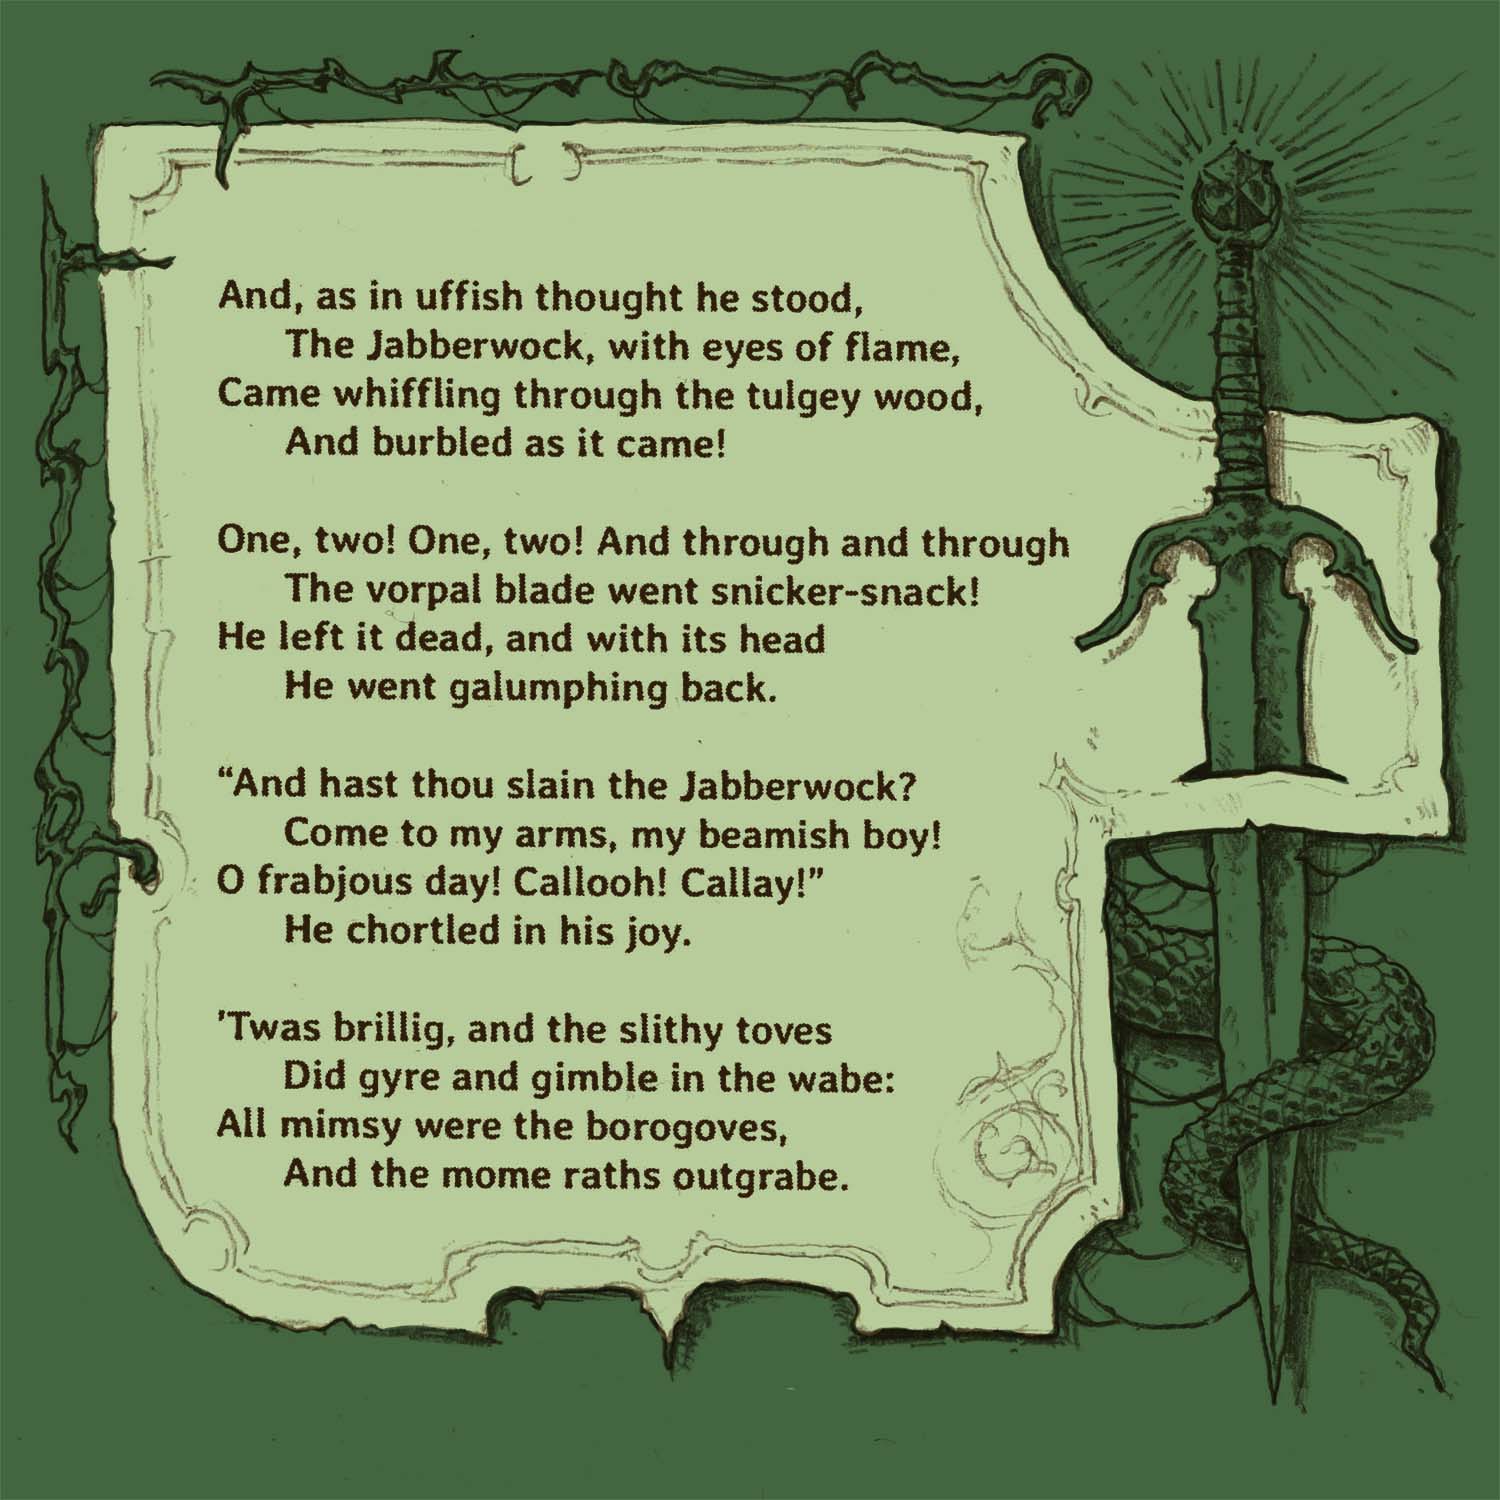 And, as in uffish thought he stood,
The Jabberwock, with eyes of flame,
Came whiffling through the tulgey wood,
And burbled as it came!
One, two! One, two! And through and through
The vorpal blade went snicker-snack!
He left it dead, and with its head
He went galumphing back.
“And hast thou slain the Jabberwock?
Come to my arms, my beamish boy!
O frabjous day! Callooh! Callay!”
He chortled in his joy.
’Twas brillig, and the slithy toves
Did gyre and gimble in the wabe:
All mimsy were the borogoves,
And the mome raths outgrabe.